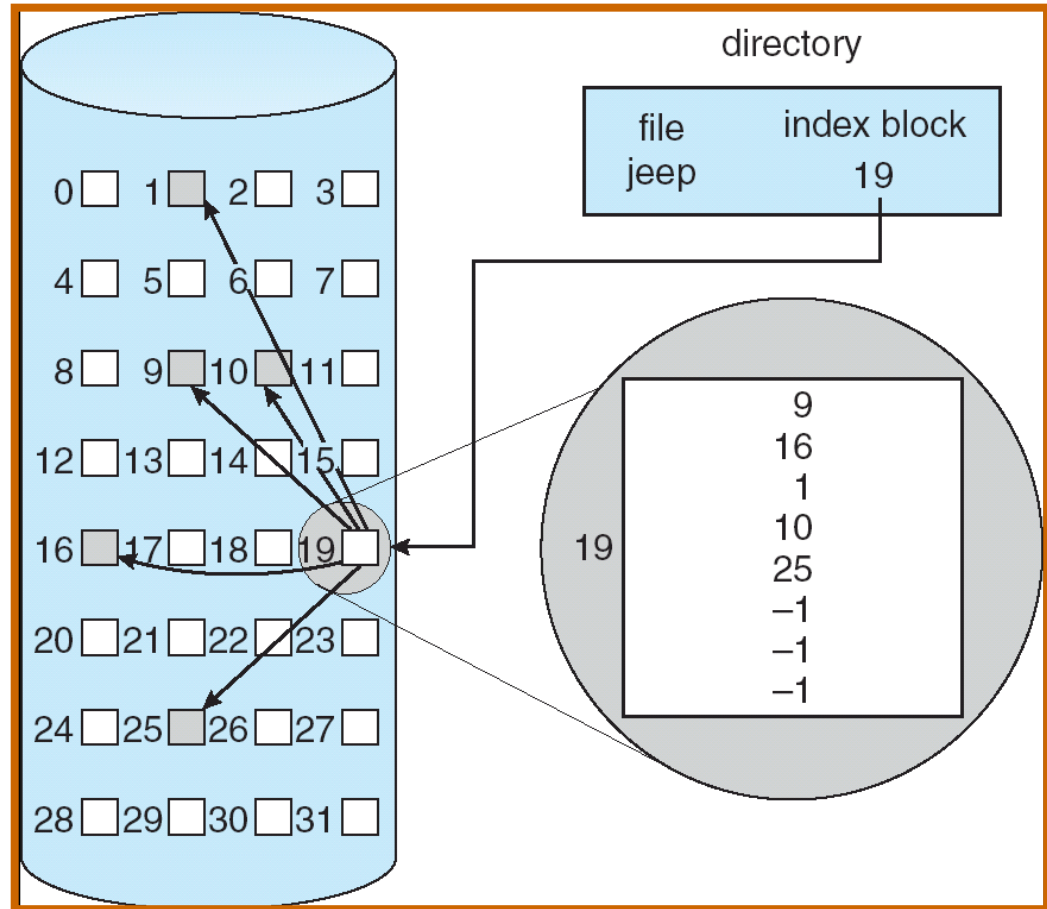 directory
file index block
jeep 19
0 1 2 3
4 5 6 7
8 9 10 11
12 13 14 15
16 17 18 19
20 21 22 23
24 25 26 27
28 29 30 31
19
9
16
1
10
25
–1
–1
–1